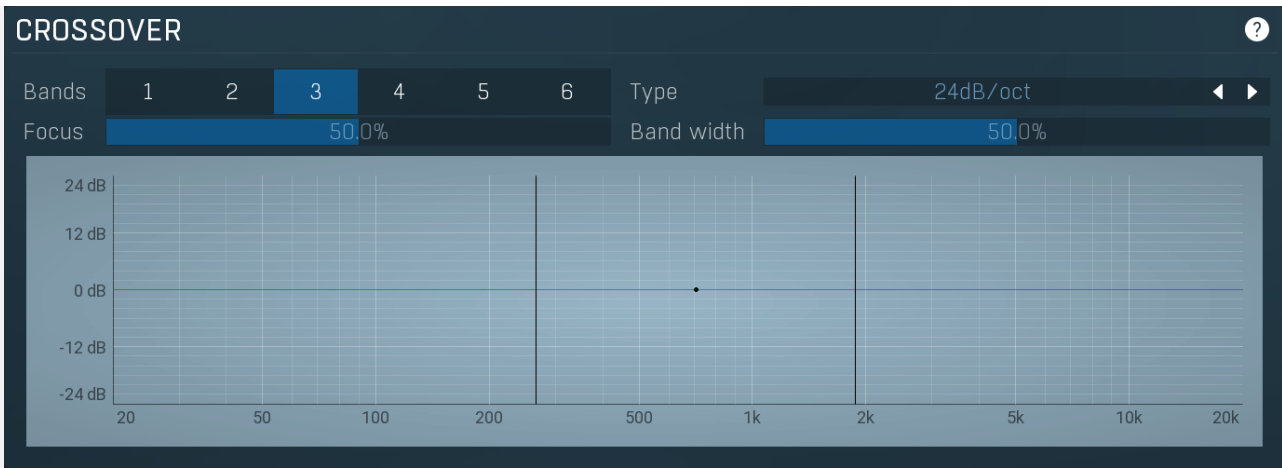 CROSSOVER ?
Bands 1 2 3 4 5 6 Type 24dB/oct
Focus 50.0% Band width 50.0%
24 dB
12 dB
0 dB
-12 dB
-24 dB
20 50 100 200 500 1k 2k 5k 10k 20k